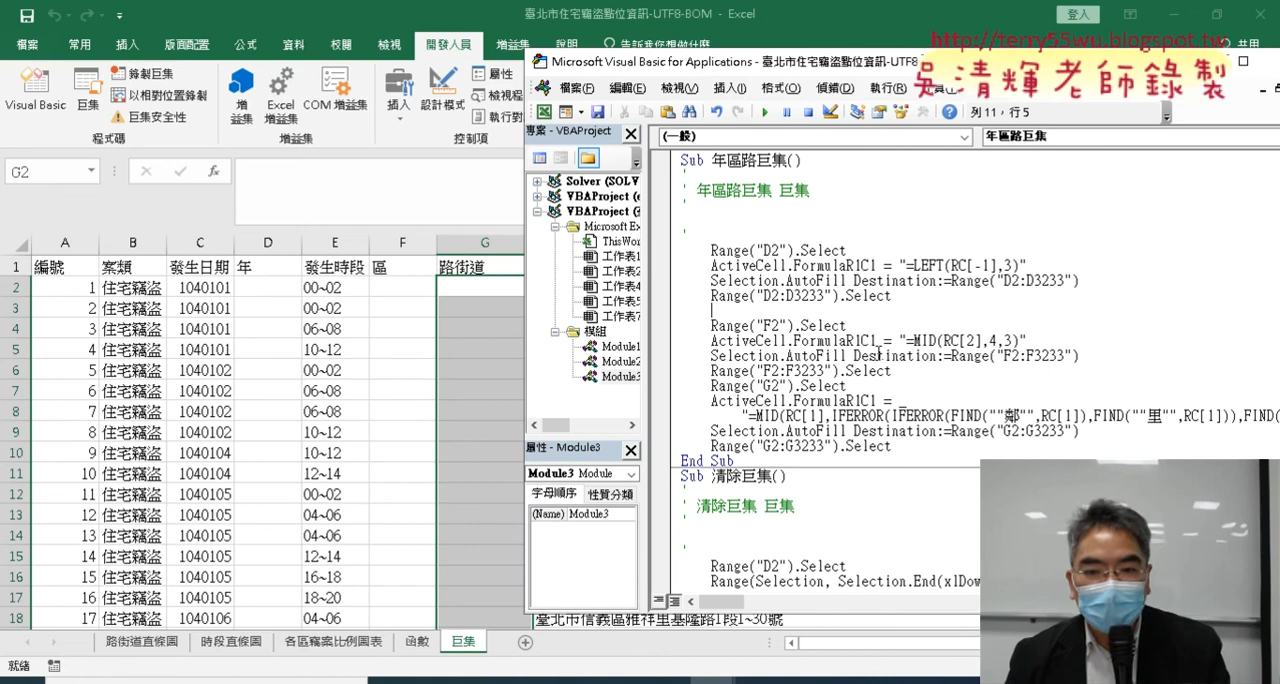 臺北市住宅竊盜點位資訊-UTF8-BOM - Excel
登入
檔案 常用 插入 版面配置 公式 資料 校閱 檢視 開發人員 增益集 說明 告訴我您想做什麼
共用
http://terry55wu.blogspot.tw
吳清輝老師錄製
Visual Basic 巨集 錄製巨集 以相對位置錄製 巨集安全性
程式碼
增益集 Excel 增益集 COM 增益集
增益集
插入 設計模式 屬性
控制項
Microsoft Visual Basic for Applications - 臺北市住宅竊盜點位資訊-UTF8
檔案(F) 編輯(E) 檢視(V) 插入(I) 格式(O) 偵錯(D) 執行(R)
列 11，行 5
專案 - VBAProject
Solver (SOLV
VBAProject (
VBAProject (
Microsoft Ex
ThisWor
工作表1
工作表2
工作表4
工作表5
工作表7
模組
Module1
Module2
Module3
屬性 - Module3
Module3 Module
字母順序 性質分類
(Name) Module3
(一般) 年區路巨集
Sub 年區路巨集()
'
' 年區路巨集 巨集
'
'
Range("D2").Select
ActiveCell.FormulaR1C1 = "=LEFT(RC[-1],3)"
Selection.AutoFill Destination:=Range("D2:D3233")
Range("D2:D3233").Select
Range("F2").Select
ActiveCell.FormulaR1C1 = "=MID(RC[2],4,3)"
Selection.AutoFill Destination:=Range("F2:F3233")
Range("F2:F3233").Select
Range("G2").Select
ActiveCell.FormulaR1C1 = _
"=MID(RC[1],IFERROR(IFERROR(FIND(""鄰"",RC[1]),FIND(""里"",RC[1])),FIND(
Selection.AutoFill Destination:=Range("G2:G3233")
Range("G2:G3233").Select
End Sub
Sub 清除巨集()
'
' 清除巨集 巨集
'
'
Range("D2").Select
Range(Selection, Selection.End(xlDow
G2
A B C D E F G
1 編號 案類 發生日期 年 發生時段 區 路街道
2 1 住宅竊盜 1040101 00~02
3 2 住宅竊盜 1040101 00~02
4 3 住宅竊盜 1040101 06~08
5 4 住宅竊盜 1040101 10~12
6 5 住宅竊盜 1040102 00~02
7 6 住宅竊盜 1040102 06~08
8 7 住宅竊盜 1040102 06~08
9 8 住宅竊盜 1040102 10~12
10 9 住宅竊盜 1040104 10~12
11 10 住宅竊盜 1040104 12~14
12 11 住宅竊盜 1040105 00~02
13 12 住宅竊盜 1040105 04~06
14 13 住宅竊盜 1040105 04~06
15 14 住宅竊盜 1040105 12~14
16 15 住宅竊盜 1040105 16~18
17 16 住宅竊盜 1040105 18~20
18 17 住宅竊盜 1040106 04~06
臺北市信義區雅祥里基隆路1段1~30號
路街道直條圖 時段直條圖 各區竊案比例圖表 函數 巨集
就緒